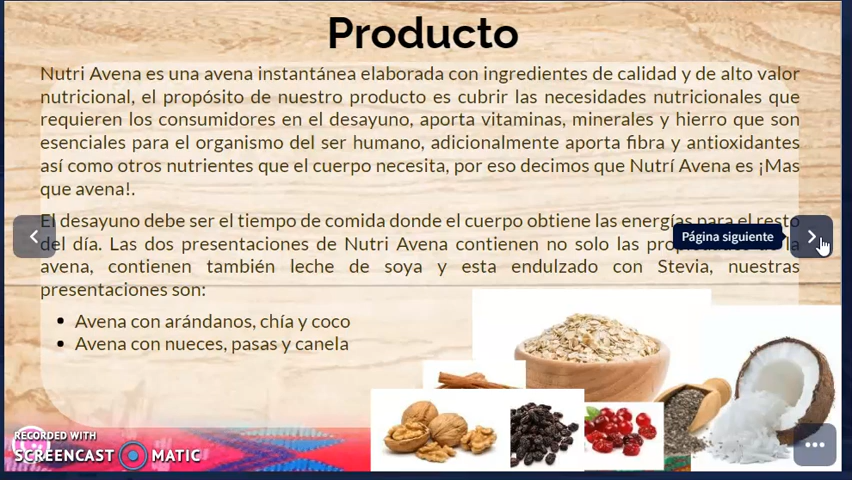 Producto
Nutri Avena es una avena instantánea elaborada con ingredientes de calidad y de alto valor
nutricional, el propósito de nuestro producto es cubrir las necesidades nutricionales que
requieren los consumidores en el desayuno, aporta vitaminas, minerales y hierro que son
esenciales para el organismo del ser humano, adicionalmente aporta fibra y antioxidantes
así como otros nutrientes que el cuerpo necesita, por eso decimos que Nutrí Avena es ¡Mas
que avena!.
El desayuno debe ser el tiempo de comida donde el cuerpo obtiene las energías para el resto
del día. Las dos presentaciones de Nutri Avena contienen no solo las la
Página siguiente
avena, contienen también leche de soya y esta endulzado con Stevia, nuestras
presentaciones son:
• Avena con arándanos, chía y coco
• Avena con nueces, pasas y canela
RECORDED WITH
SCREENCAST MATIC